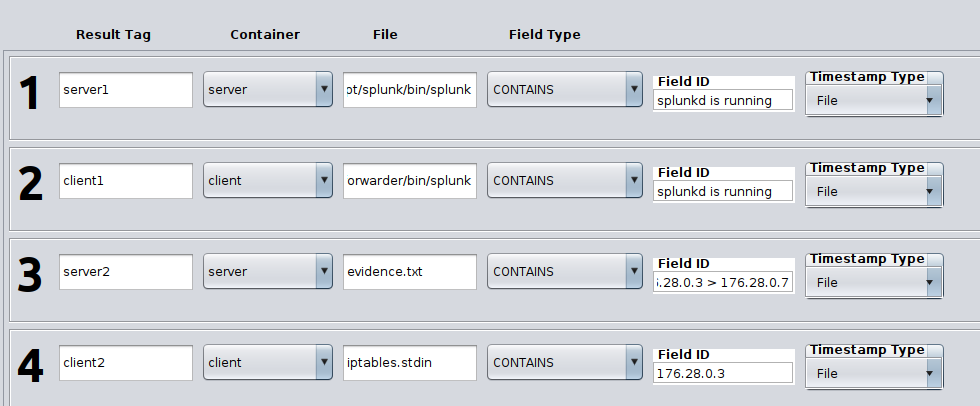 Result Tag Container File Field Type
1 server1 server ot/splunk/bin/splunk CONTAINS Field ID splunkd is running Timestamp Type File
2 client1 client orwarder/bin/splunk CONTAINS Field ID splunkd is running Timestamp Type File
3 server2 server evidence.txt CONTAINS Field ID .28.0.3 > 176.28.0.7 Timestamp Type File
4 client2 client iptables.stdin CONTAINS Field ID 176.28.0.3 Timestamp Type File